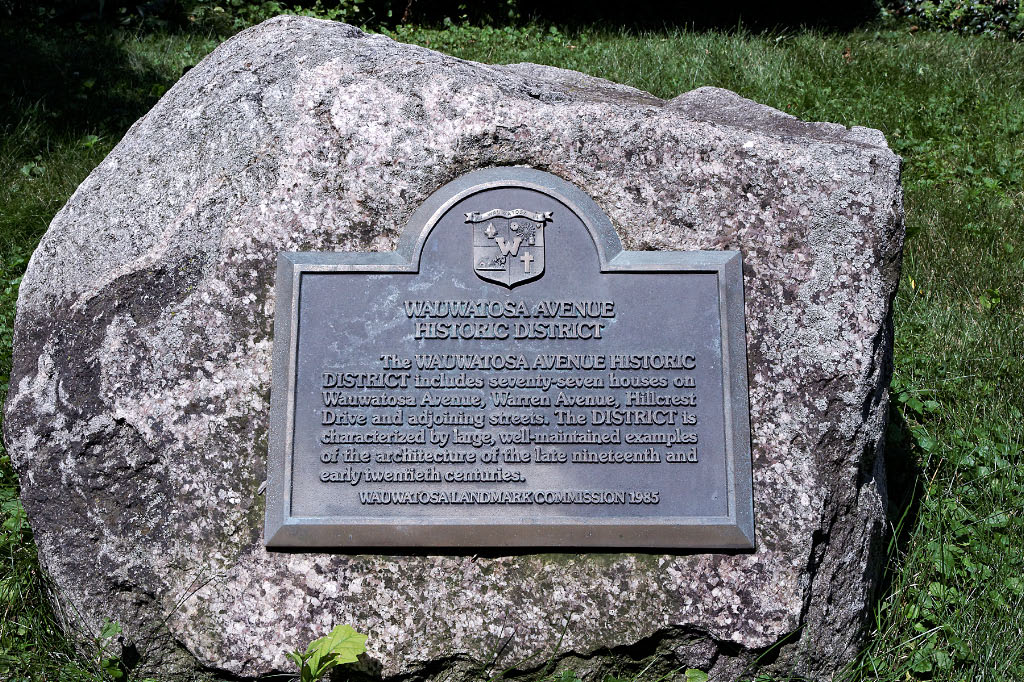 W
WAUWATOSA AVENUE
HISTORIC DISTRICT
The WAUWATOSA AVENUE HISTORIC
DISTRICT includes seventy-seven houses on
Wauwatosa Avenue, Warren Avenue, Hillcrest
Drive and adjoining streets. The DISTRICT is
characterized by large, well-maintained examples
of the architecture of the late nineteenth and
early twentieth centuries.
WAUWATOSA LANDMARK COMMISSION 1985